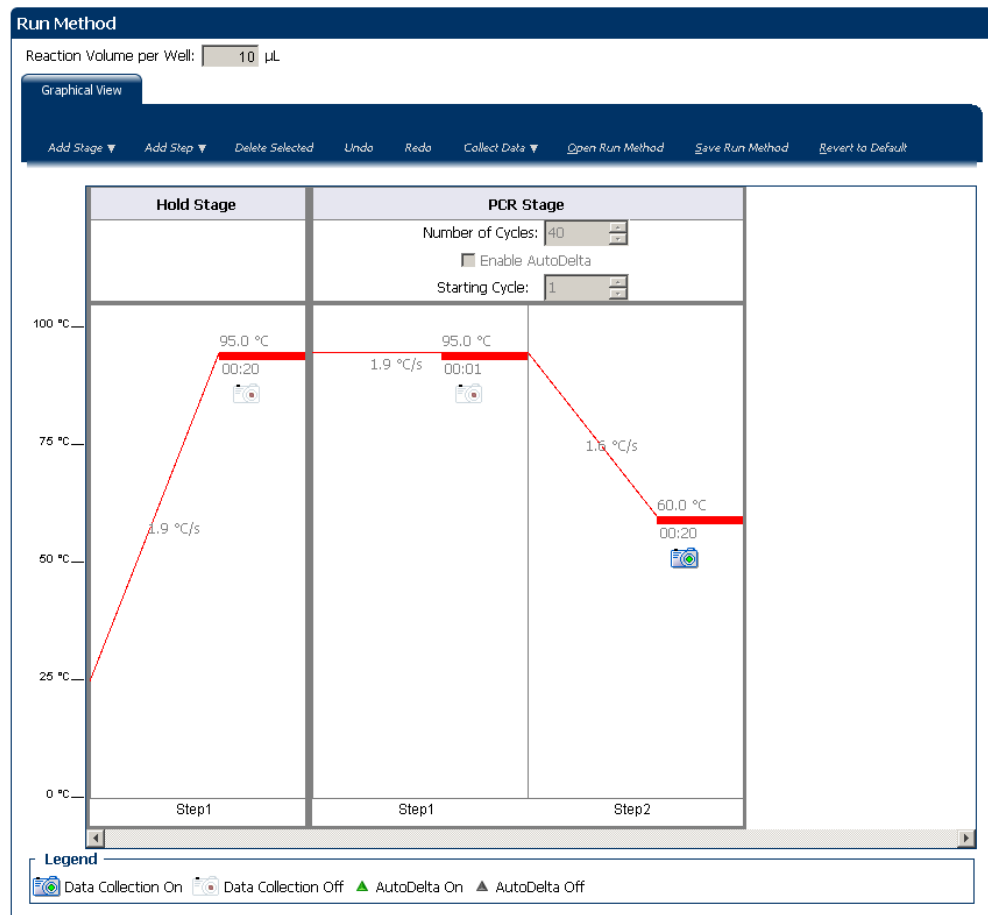 Run Method
Reaction Volume per Well: 10 µL
Graphical View
Add Stage ▼ Add Step ▼ Delete Selected Undo Redo Collect Data ▼ Open Run Method Save Run Method Revert to Default
Hold Stage PCR Stage
Number of Cycles: 40
Enable AutoDelta
Starting Cycle: 1
100 °C
95.0 °C 95.0 °C
1.9 °C/s
00:20 00:01
75 °C
1.6 °C/s
60.0 °C
1.9 °C/s
00:20
50 °C
25 °C
0 °C
Step1 Step1 Step2
Legend
Data Collection On Data Collection Off ▲ AutoDelta On ▲ AutoDelta Off